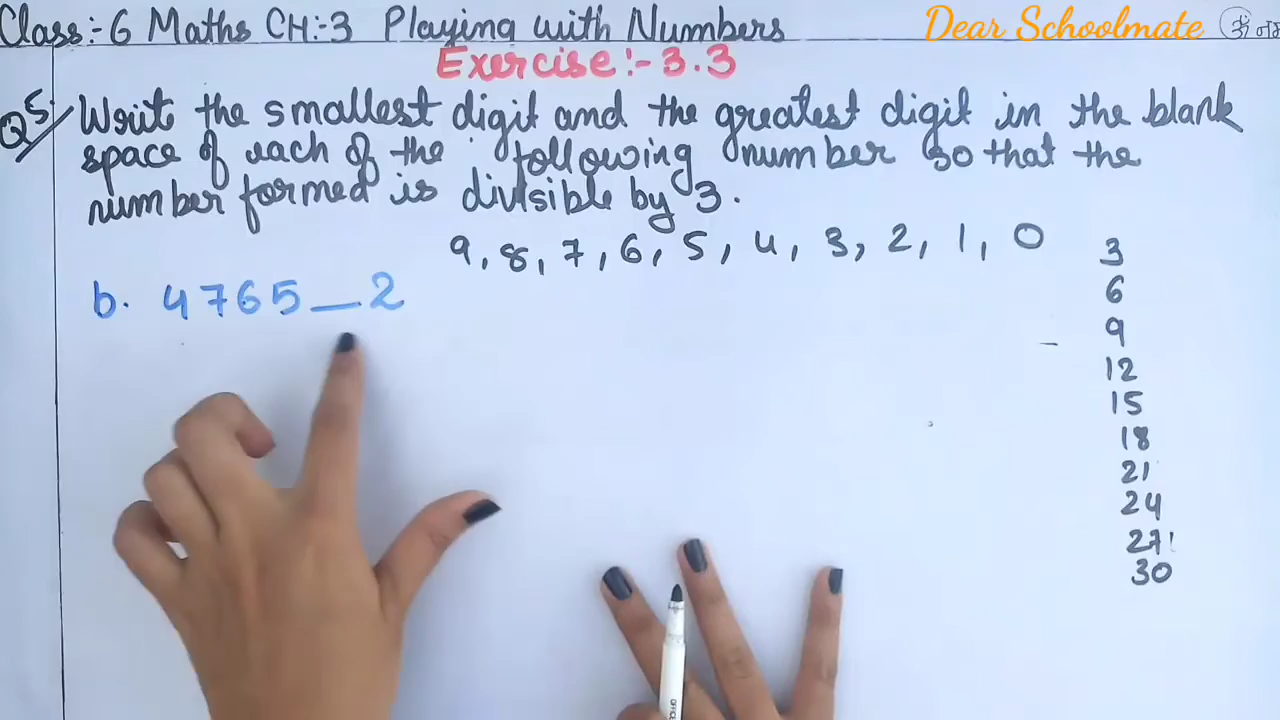 Class:- 6 Maths CH:-3 Playing with Numbers
Dear Schoolmate
Exercise:- 3.3
Q5. Write the smallest digit and the greatest digit in the blank
space of each of the following number so that the
number formed is divisible by 3.
9, 8, 7, 6, 5, 4, 3, 2, 1, 0
b. 4765__2
3
6
9
12
15
18
21
24
27
30